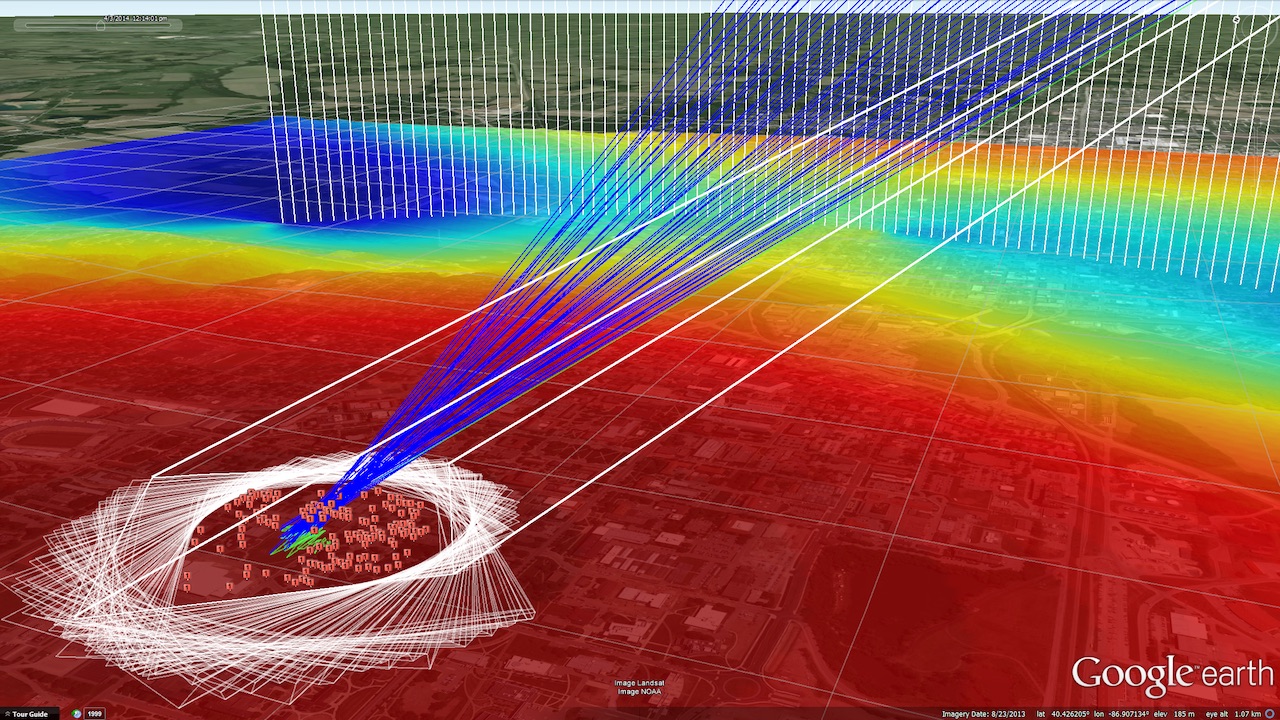 4/3/2014 12:14:01 pm
Image Landsat
Image NOAA
Google earth
Tour Guide
1999
Imagery Date: 8/23/2013 lat 40.426205° lon -86.907134° elev 185 m eye alt 1.07 km